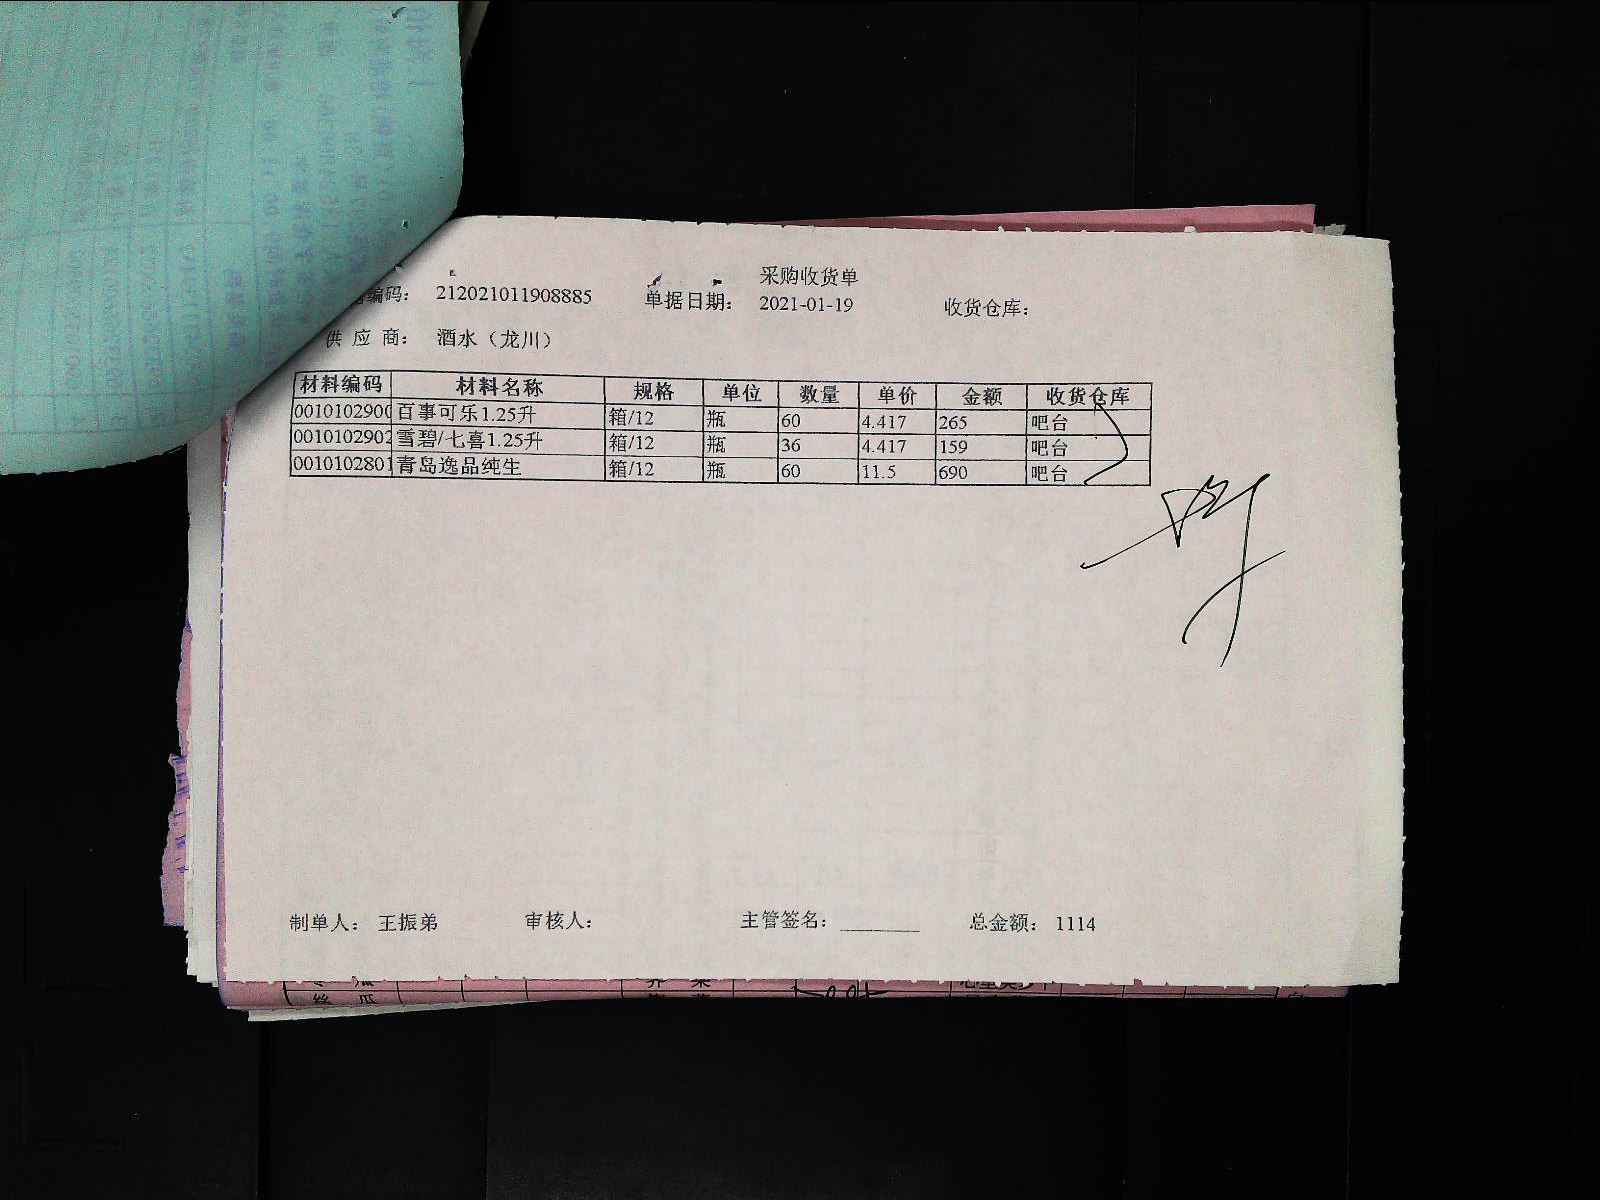 采购收货单
编码： 212021011908885 单据日期： 2021-01-19 收货仓库：
供 应 商： 酒水（龙川）
材料编码 材料名称 规格 单位 数量 单价 金额 收货仓库
0010102900 百事可乐1.25升 箱/12 瓶 60 4.417 265 吧台
0010102902 雪碧/七喜1.25升 箱/12 瓶 36 4.417 159 吧台
0010102801 青岛逸品纯生 箱/12 瓶 60 11.5 690 吧台
制单人： 王振弟 审核人： 主管签名： 总金额： 1114